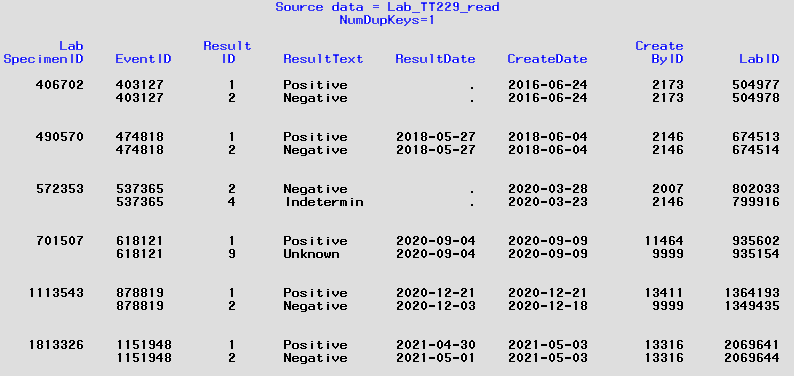 Source data = Lab_TT229_read
NumDupKeys=1
Lab Result Create
SpecimenID EventID ID ResultText ResultDate CreateDate ByID LabID
406702 403127 1 Positive . 2016-06-24 2173 504977
403127 2 Negative . 2016-06-24 2173 504978
490570 474818 1 Positive 2018-05-27 2018-06-04 2146 674513
474818 2 Negative 2018-05-27 2018-06-04 2146 674514
572353 537365 2 Negative . 2020-03-28 2007 802033
537365 4 Indetermin . 2020-03-23 2146 799916
701507 618121 1 Positive 2020-09-04 2020-09-09 11464 935602
618121 9 Unknown 2020-09-04 2020-09-09 9999 935154
1113543 878819 1 Positive 2020-12-21 2020-12-21 13411 1364193
878819 2 Negative 2020-12-03 2020-12-18 9999 1349435
1813326 1151948 1 Positive 2021-04-30 2021-05-03 13316 2069641
1151948 2 Negative 2021-05-01 2021-05-03 13316 2069644